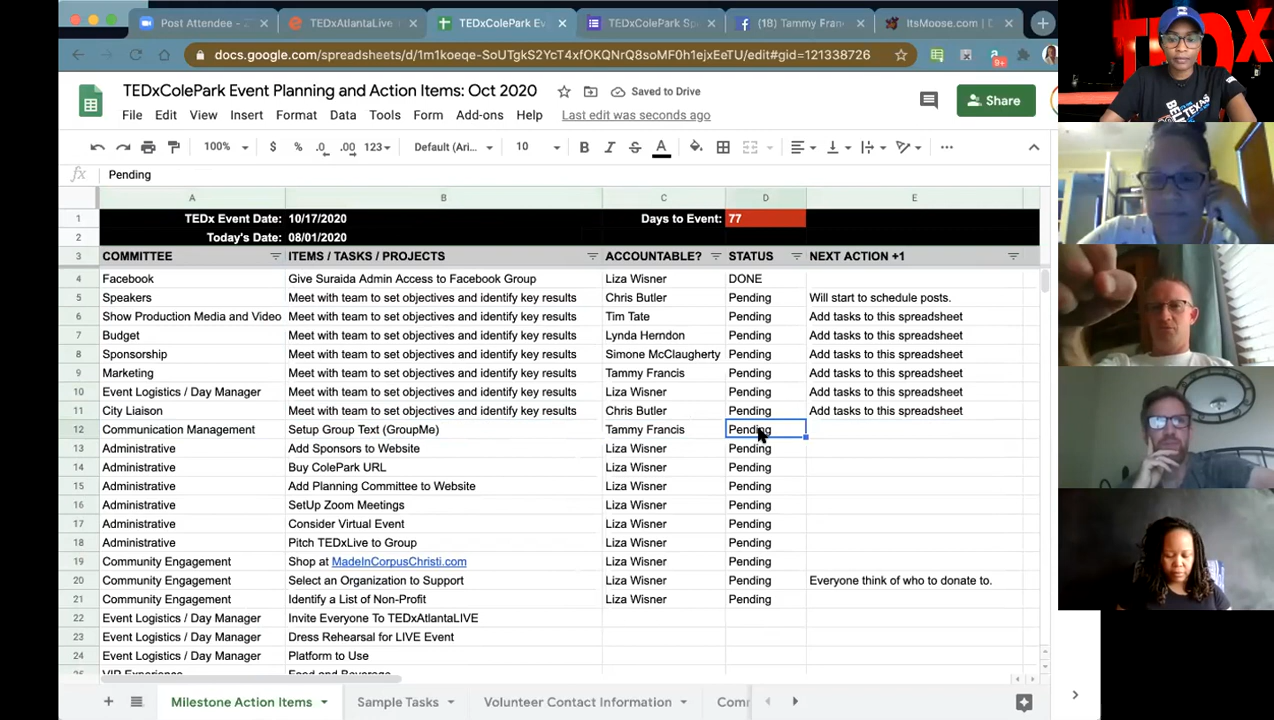 Post Attendee - Z
TEDxAtlantaLive
TEDxColePark Ev
TEDxColePark Sp
(18) Tammy Fran
ItsMoose.com | D
docs.google.com/spreadsheets/d/1m1koeqe-SoUTgkS2YcT4xfOKQNrQ8soMF0h1ejxEeTU/edit#gid=121338726
9+
TEDxColePark Event Planning and Action Items: Oct 2020
Saved to Drive
Share
File Edit View Insert Format Data Tools Form Add-ons Help Last edit was seconds ago
100% $ % .0 .00 123 Default (Ari... 10 B I S A
fx Pending
A B C D E
1 TEDx Event Date: 10/17/2020 Days to Event: 77
2 Today's Date: 08/01/2020
3 COMMITTEE ITEMS / TASKS / PROJECTS ACCOUNTABLE? STATUS NEXT ACTION +1
4 Facebook Give Suraida Admin Access to Facebook Group Liza Wisner DONE
5 Speakers Meet with team to set objectives and identify key results Chris Butler Pending Will start to schedule posts.
6 Show Production Media and Video Meet with team to set objectives and identify key results Tim Tate Pending Add tasks to this spreadsheet
7 Budget Meet with team to set objectives and identify key results Lynda Herndon Pending Add tasks to this spreadsheet
8 Sponsorship Meet with team to set objectives and identify key results Simone McClaugherty Pending Add tasks to this spreadsheet
9 Marketing Meet with team to set objectives and identify key results Tammy Francis Pending Add tasks to this spreadsheet
10 Event Logistics / Day Manager Meet with team to set objectives and identify key results Liza Wisner Pending Add tasks to this spreadsheet
11 City Liaison Meet with team to set objectives and identify key results Chris Butler Pending Add tasks to this spreadsheet
12 Communication Management Setup Group Text (GroupMe) Tammy Francis Pending
13 Administrative Add Sponsors to Website Liza Wisner Pending
14 Administrative Buy ColePark URL Liza Wisner Pending
15 Administrative Add Planning Committee to Website Liza Wisner Pending
16 Administrative SetUp Zoom Meetings Liza Wisner Pending
17 Administrative Consider Virtual Event Liza Wisner Pending
18 Administrative Pitch TEDxLive to Group Liza Wisner Pending
19 Community Engagement Shop at MadeInCorpusChristi.com Liza Wisner Pending
20 Community Engagement Select an Organization to Support Liza Wisner Pending Everyone think of who to donate to.
21 Community Engagement Identify a List of Non-Profit Liza Wisner Pending
22 Event Logistics / Day Manager Invite Everyone To TEDxAtlantaLIVE
23 Event Logistics / Day Manager Dress Rehearsal for LIVE Event
24 Event Logistics / Day Manager Platform to Use
25 VIP Experience Food and Beverage
Milestone Action Items Sample Tasks Volunteer Contact Information Com
TEDX
TEXAS